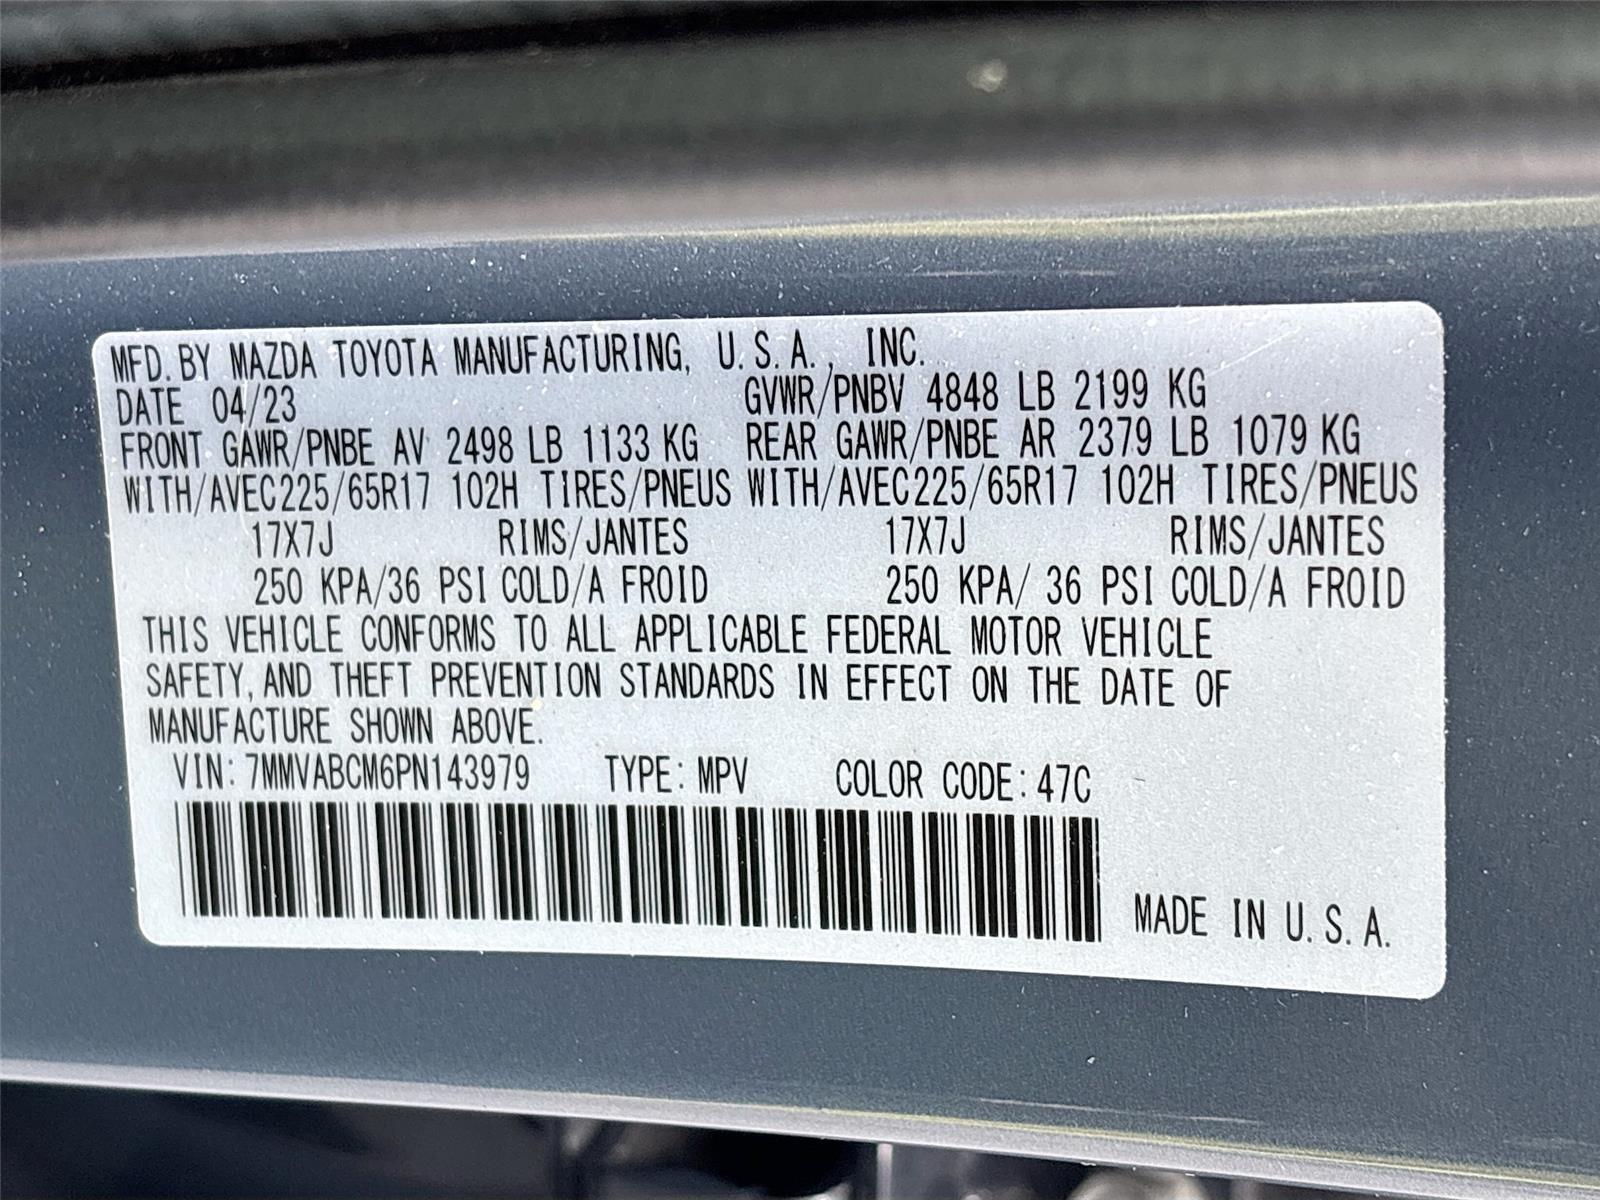 MFD. BY MAZDA TOYOTA MANUFACTURING, U. S. A., INC.
DATE 04/23 GVWR/PNBV 4848 LB 2199 KG
FRONT GAWR/PNBE AV 2498 LB 1133 KG REAR GAWR/PNBE AR 2379 LB 1079 KG
WITH/AVEC225/65R17 102H TIRES/PNEUS WITH/AVEC225/65R17 102H TIRES/PNEUS
17X7J RIMS/JANTES 17X7J RIMS/JANTES
250 KPA/36 PSI COLD/A FROID 250 KPA/ 36 PSI COLD/A FROID
THIS VEHICLE CONFORMS TO ALL APPLICABLE FEDERAL MOTOR VEHICLE
SAFETY, AND THEFT PREVENTION STANDARDS IN EFFECT ON THE DATE OF
MANUFACTURE SHOWN ABOVE.
VIN: 7MMVABCM6PN143979 TYPE: MPV COLOR CODE: 47C
MADE IN U. S. A.